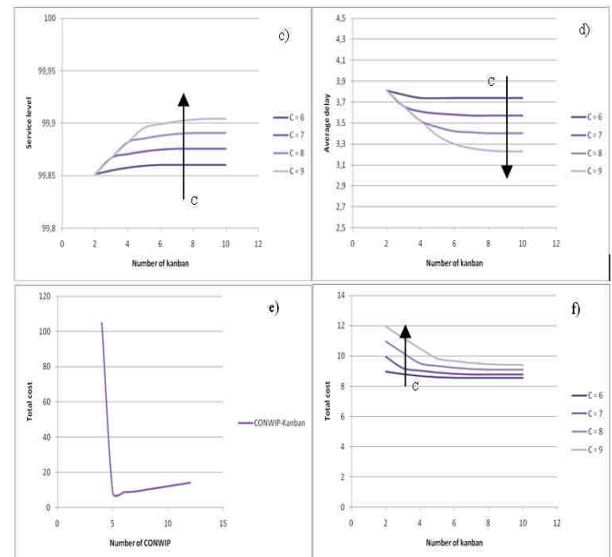 c)
100
99,95
99,9
99,85
99,8
Service level
0 2 4 6 8 10 12
Number of kanban
C
C = 6
C = 7
C = 8
C = 9
d)
4,5
4,3
4,1
3,9
3,7
3,5
3,3
3,1
2,9
2,7
2,5
Average delay
0 2 4 6 8 10 12
Number of kanban
C
C = 6
C = 7
C = 8
C = 9
e)
120
100
80
60
40
20
0
Total cost
0 5 10 15
Number of CONWIP
CONWIP-Kanban
f)
14
12
10
8
6
4
2
0
Total cost
0 2 4 6 8 10 12
Number of kanban
C
C = 6
C = 7
C = 8
C = 9